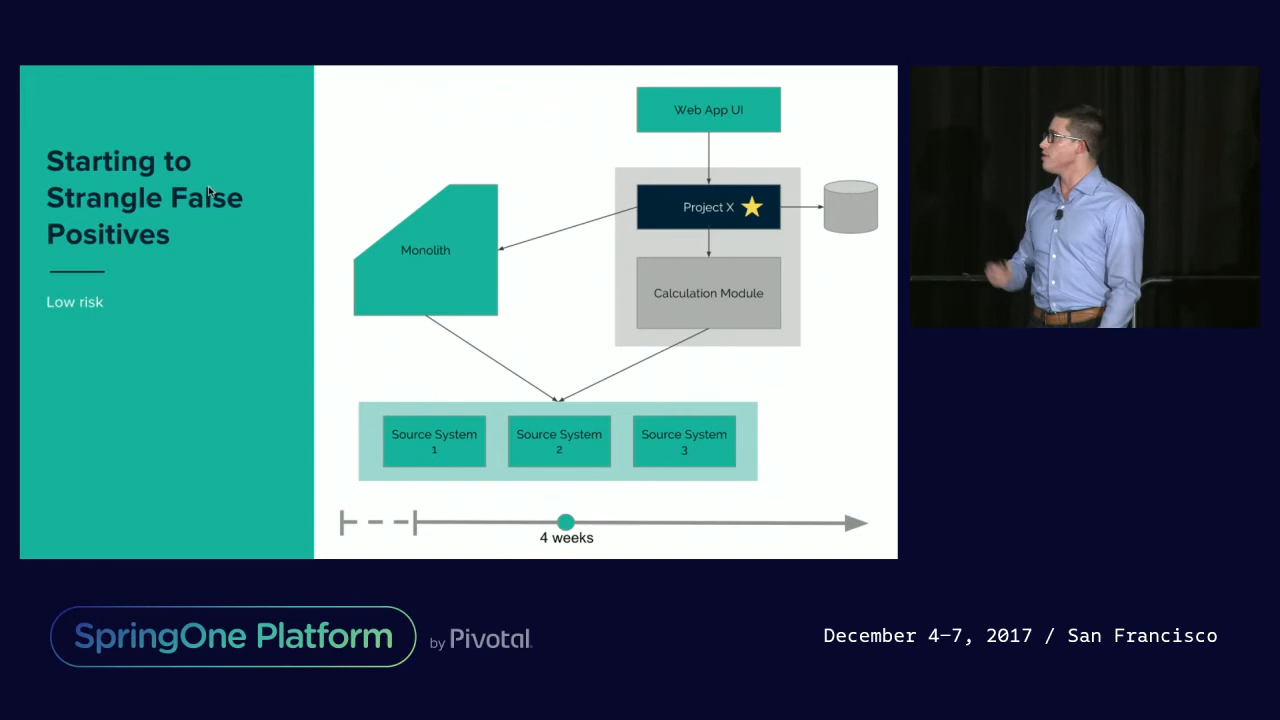 Starting to
Strangle False
Positives
Low risk
Web App UI
Project X
Monolith
Calculation Module
Source System
1
Source System
2
Source System
3
4 weeks
SpringOne Platform
by Pivotal.
December 4–7, 2017 / San Francisco